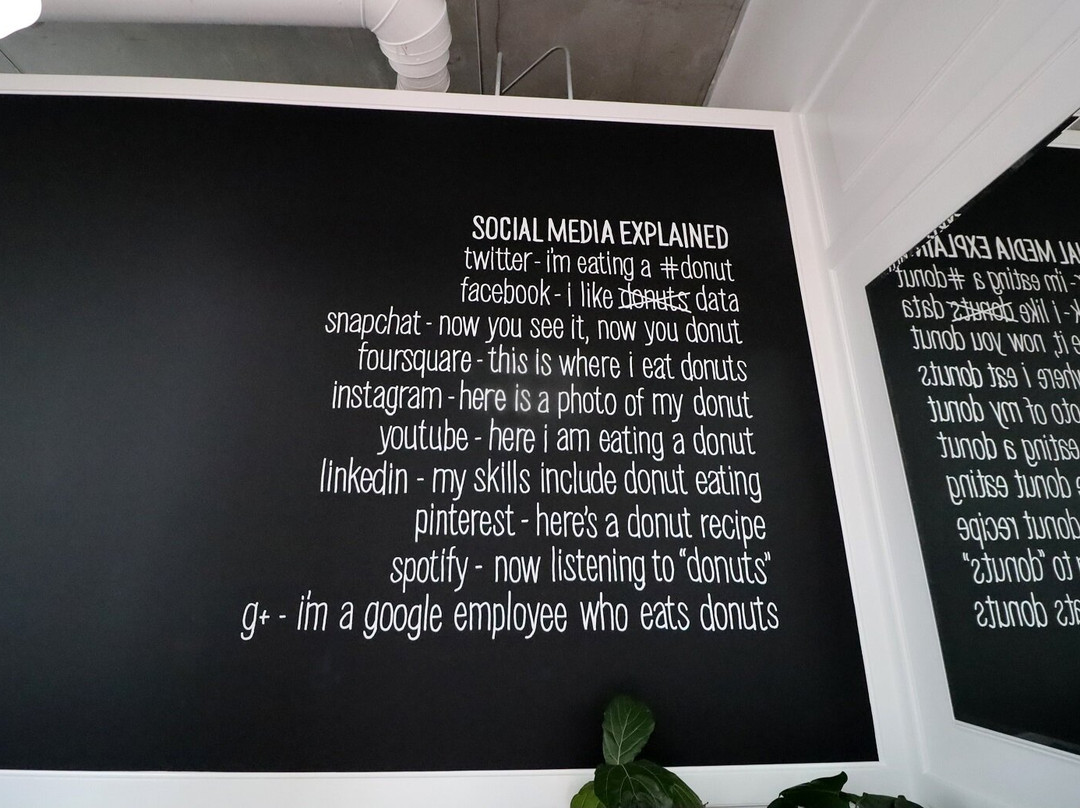 SOCIAL MEDIA EXPLAINED
twitter - i'm eating a #donut
facebook - i like donuts data
snapchat - now you see it, now you donut
foursquare - this is where i eat donuts
instagram - here is a photo of my donut
youtube - here i am eating a donut
linkedin - my skills include donut eating
pinterest - here's a donut recipe
spotify - now listening to "donuts"
g+ - i'm a google employee who eats donuts